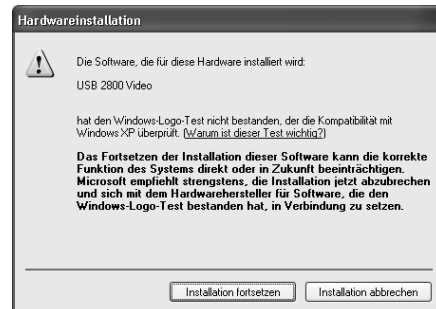 Hardwareinstallation
Die Software, die für diese Hardware installiert wird:
USB 2800 Video
hat den Windows-Logo-Test nicht bestanden, der die Kompatibilität mit
Windows XP überprüft. (Warum ist dieser Test wichtig?)
Das Fortsetzen der Installation dieser Software kann die korrekte
Funktion des Systems direkt oder in Zukunft beeinträchtigen.
Microsoft empfiehlt strengstens, die Installation jetzt abzubrechen
und sich mit dem Hardwarehersteller für Software, die den
Windows-Logo-Test bestanden hat, in Verbindung zu setzen.
Installation fortsetzen Installation abbrechen